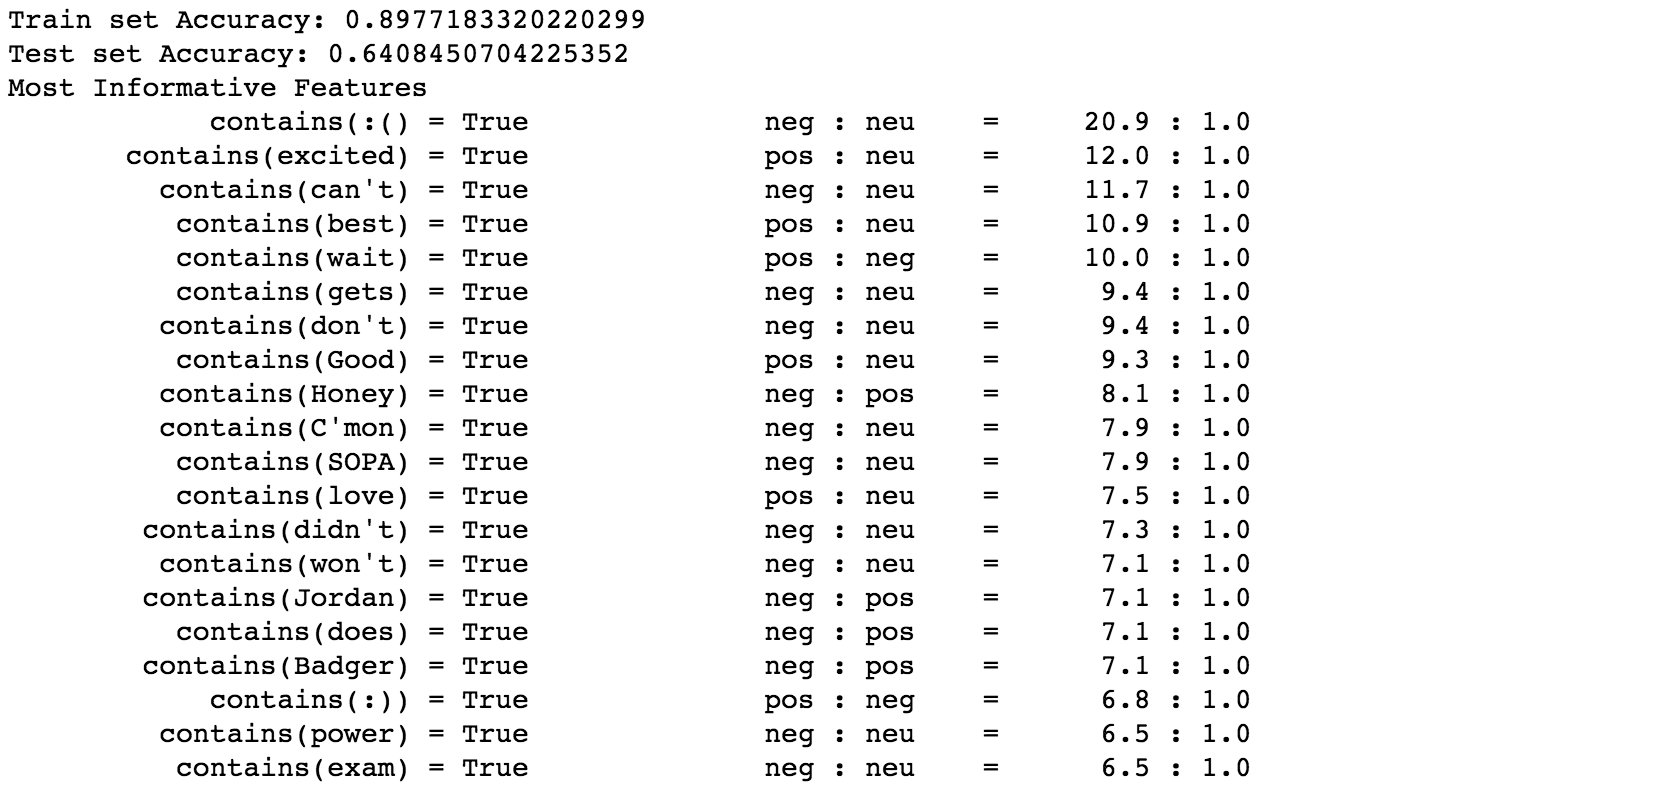 Train set Accuracy: 0.8977183320220299
Test set Accuracy: 0.6408450704225352
Most Informative Features
contains(:() = True neg : neu = 20.9 : 1.0
contains(excited) = True pos : neu = 12.0 : 1.0
contains(can't) = True neg : neu = 11.7 : 1.0
contains(best) = True pos : neu = 10.9 : 1.0
contains(wait) = True pos : neg = 10.0 : 1.0
contains(gets) = True neg : neu = 9.4 : 1.0
contains(don't) = True neg : neu = 9.4 : 1.0
contains(Good) = True pos : neu = 9.3 : 1.0
contains(Honey) = True neg : pos = 8.1 : 1.0
contains(C'mon) = True neg : neu = 7.9 : 1.0
contains(SOPA) = True neg : neu = 7.9 : 1.0
contains(love) = True pos : neu = 7.5 : 1.0
contains(didn't) = True neg : neu = 7.3 : 1.0
contains(won't) = True neg : neu = 7.1 : 1.0
contains(Jordan) = True neg : pos = 7.1 : 1.0
contains(does) = True neg : pos = 7.1 : 1.0
contains(Badger) = True neg : pos = 7.1 : 1.0
contains(:)) = True pos : neg = 6.8 : 1.0
contains(power) = True neg : neu = 6.5 : 1.0
contains(exam) = True neg : neu = 6.5 : 1.0